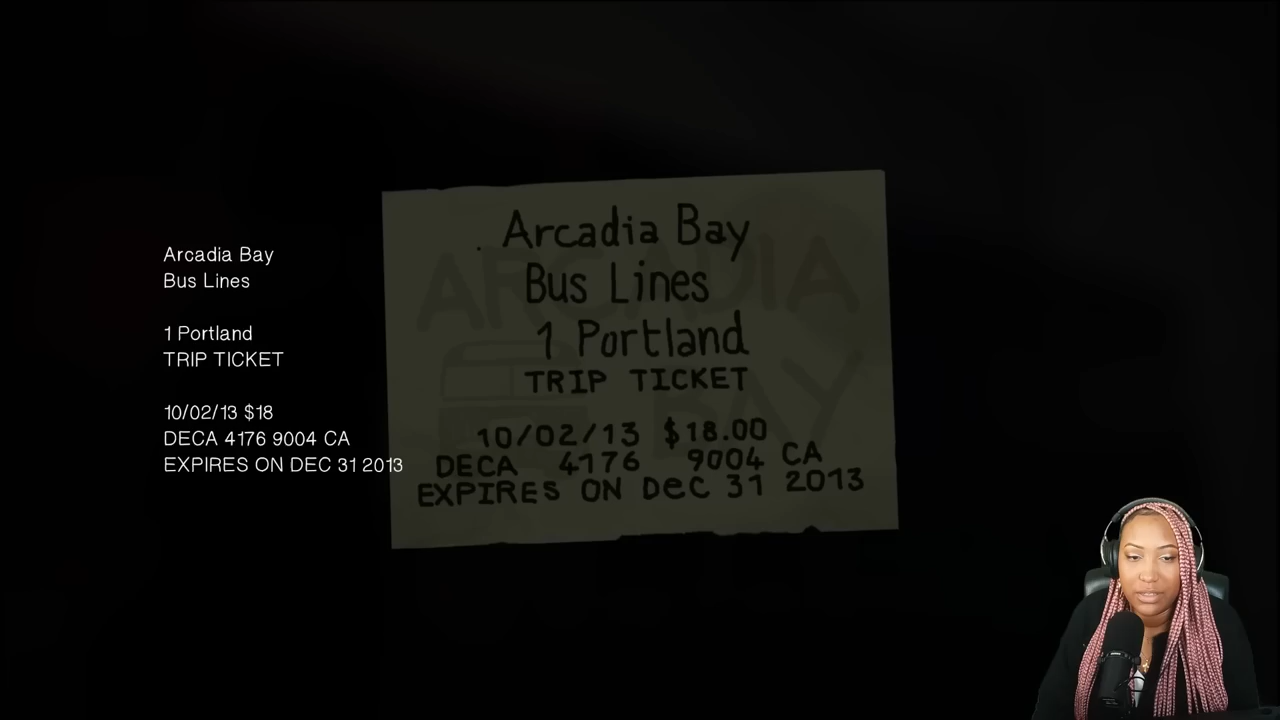 Arcadia Bay
Bus Lines
1 Portland
TRIP TICKET
10/02/13 $18
DECA 4176 9004 CA
EXPIRES ON DEC 31 2013
ARCADIA
BAY
Arcadia Bay
Bus Lines
1 Portland
TRIP TICKET
10/02/13 $18.00
DECA 4176 9004 CA
EXPIRES ON DEC 31 2013